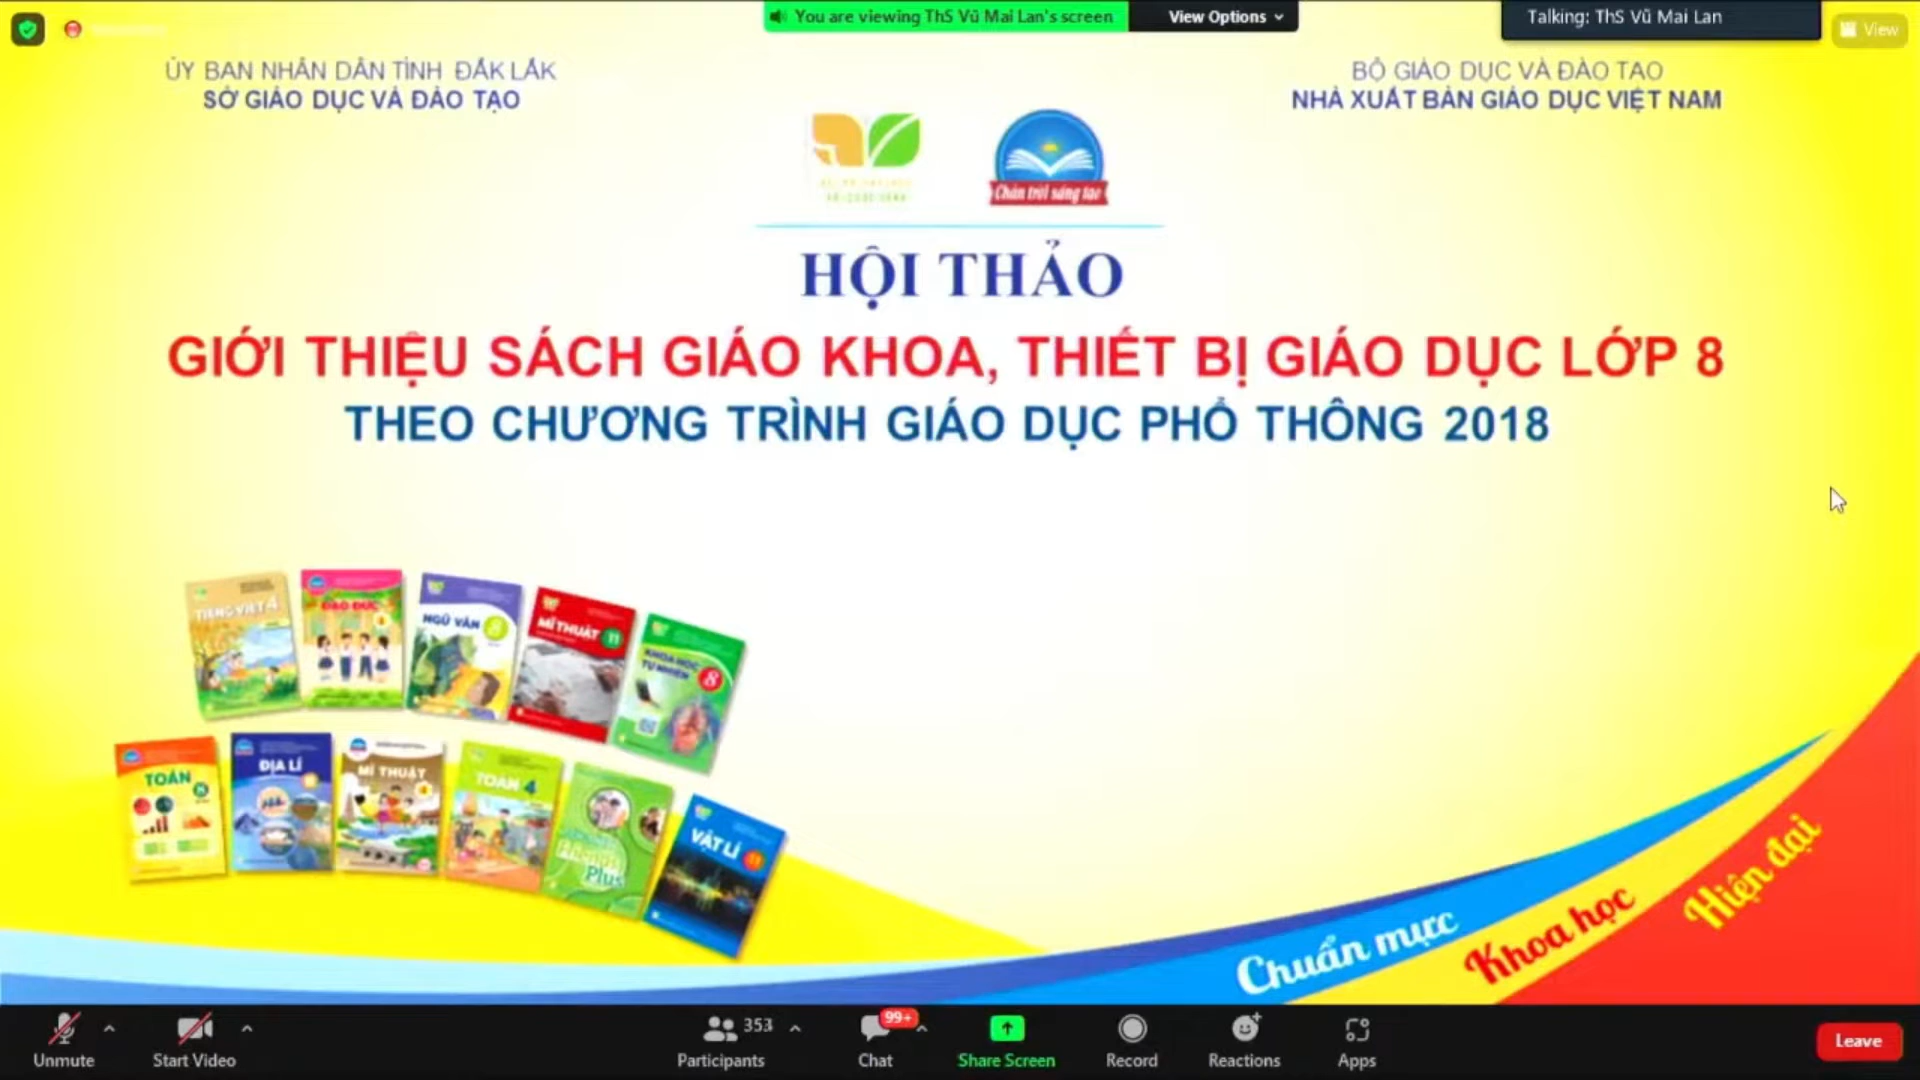 You are viewing ThS Vũ Mai Lan's screen
View Options
Talking: ThS Vũ Mai Lan
View
ỦY BAN NHÂN DÂN TỈNH ĐẮK LẮK
SỞ GIÁO DỤC VÀ ĐÀO TẠO
BỘ GIÁO DỤC VÀ ĐÀO TẠO
NHÀ XUẤT BẢN GIÁO DỤC VIỆT NAM
Chân trời sáng tạo
HỘI THẢO
GIỚI THIỆU SÁCH GIÁO KHOA, THIẾT BỊ GIÁO DỤC LỚP 8
THEO CHƯƠNG TRÌNH GIÁO DỤC PHỔ THÔNG 2018
TIẾNG VIỆT 4
ĐẠO ĐỨC
NGỮ VĂN 8
MĨ THUẬT 11
KHOA HỌC
TỰ NHIÊN 8
TOÁN
ĐỊA LÍ
MĨ THUẬT
TOÁN 4
Friends
Plus
VẬT LÍ 11
Chuẩn mực
Khoa học
Hiện đại
Unmute
Start Video
Participants
353
Chat
99+
Share Screen
Record
Reactions
Apps
Leave